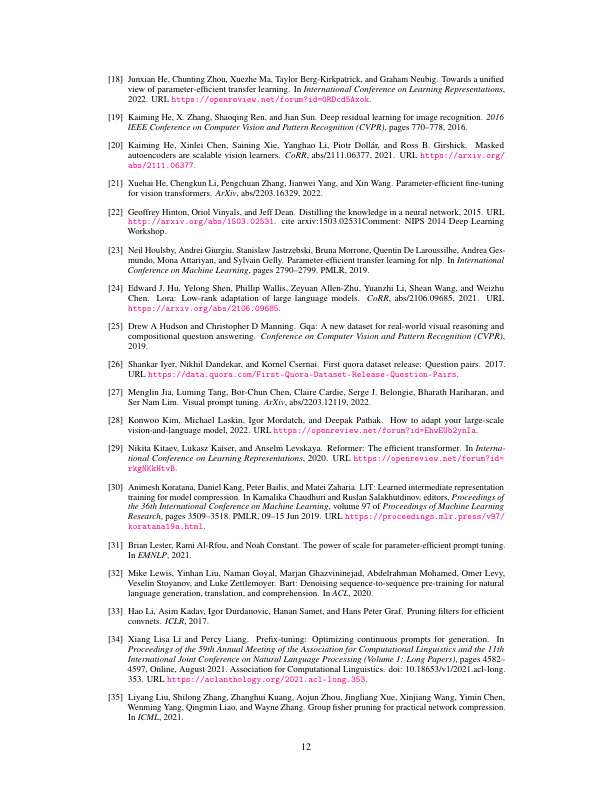 [18] Junxian He, Chunting Zhou, Xuezhe Ma, Taylor Berg-Kirkpatrick, and Graham Neubig. Towards a unified
view of parameter-efficient transfer learning. In International Conference on Learning Representations,
2022. URL https://openreview.net/forum?id=0RDcd5Axok.
[19] Kaiming He, X. Zhang, Shaoqing Ren, and Jian Sun. Deep residual learning for image recognition. 2016
IEEE Conference on Computer Vision and Pattern Recognition (CVPR), pages 770–778, 2016.
[20] Kaiming He, Xinlei Chen, Saining Xie, Yanghao Li, Piotr Dollár, and Ross B. Girshick. Masked
autoencoders are scalable vision learners. CoRR, abs/2111.06377, 2021. URL https://arxiv.org/
abs/2111.06377.
[21] Xuehai He, Chengkun Li, Pengchuan Zhang, Jianwei Yang, and Xin Wang. Parameter-efficient fine-tuning
for vision transformers. ArXiv, abs/2203.16329, 2022.
[22] Geoffrey Hinton, Oriol Vinyals, and Jeff Dean. Distilling the knowledge in a neural network, 2015. URL
http://arxiv.org/abs/1503.02531. cite arxiv:1503.02531Comment: NIPS 2014 Deep Learning
Workshop.
[23] Neil Houlsby, Andrei Giurgiu, Stanislaw Jastrzebski, Bruna Morrone, Quentin De Laroussilhe, Andrea Ges-
mundo, Mona Attariyan, and Sylvain Gelly. Parameter-efficient transfer learning for nlp. In International
Conference on Machine Learning, pages 2790–2799. PMLR, 2019.
[24] Edward J. Hu, Yelong Shen, Phillip Wallis, Zeyuan Allen-Zhu, Yuanzhi Li, Shean Wang, and Weizhu
Chen. Lora: Low-rank adaptation of large language models. CoRR, abs/2106.09685, 2021. URL
https://arxiv.org/abs/2106.09685.
[25] Drew A Hudson and Christopher D Manning. Gqa: A new dataset for real-world visual reasoning and
compositional question answering. Conference on Computer Vision and Pattern Recognition (CVPR),
2019.
[26] Shankar Iyer, Nikhil Dandekar, and Kornel Csernai. First quora dataset release: Question pairs. 2017.
URL https://data.quora.com/First-Quora-Dataset-Release-Question-Pairs.
[27] Menglin Jia, Luming Tang, Bor-Chun Chen, Claire Cardie, Serge J. Belongie, Bharath Hariharan, and
Ser Nam Lim. Visual prompt tuning. ArXiv, abs/2203.12119, 2022.
[28] Konwoo Kim, Michael Laskin, Igor Mordatch, and Deepak Pathak. How to adapt your large-scale
vision-and-language model, 2022. URL https://openreview.net/forum?id=EhwEUb2ynIa.
[29] Nikita Kitaev, Lukasz Kaiser, and Anselm Levskaya. Reformer: The efficient transformer. In Interna-
tional Conference on Learning Representations, 2020. URL https://openreview.net/forum?id=
rkgNKkHtvB.
[30] Animesh Koratana, Daniel Kang, Peter Bailis, and Matei Zaharia. LIT: Learned intermediate representation
training for model compression. In Kamalika Chaudhuri and Ruslan Salakhutdinov, editors, Proceedings of
the 36th International Conference on Machine Learning, volume 97 of Proceedings of Machine Learning
Research, pages 3509–3518. PMLR, 09–15 Jun 2019. URL https://proceedings.mlr.press/v97/
koratana19a.html.
[31] Brian Lester, Rami Al-Rfou, and Noah Constant. The power of scale for parameter-efficient prompt tuning.
In EMNLP, 2021.
[32] Mike Lewis, Yinhan Liu, Naman Goyal, Marjan Ghazvininejad, Abdelrahman Mohamed, Omer Levy,
Veselin Stoyanov, and Luke Zettlemoyer. Bart: Denoising sequence-to-sequence pre-training for natural
language generation, translation, and comprehension. In ACL, 2020.
[33] Hao Li, Asim Kadav, Igor Durdanovic, Hanan Samet, and Hans Peter Graf. Pruning filters for efficient
convnets. ICLR, 2017.
[34] Xiang Lisa Li and Percy Liang. Prefix-tuning: Optimizing continuous prompts for generation. In
Proceedings of the 59th Annual Meeting of the Association for Computational Linguistics and the 11th
International Joint Conference on Natural Language Processing (Volume 1: Long Papers), pages 4582–
4597, Online, August 2021. Association for Computational Linguistics. doi: 10.18653/v1/2021.acl-long.
353. URL https://aclanthology.org/2021.acl-long.353.
[35] Liyang Liu, Shilong Zhang, Zhanghui Kuang, Aojun Zhou, Jingliang Xue, Xinjiang Wang, Yimin Chen,
Wenming Yang, Qingmin Liao, and Wayne Zhang. Group fisher pruning for practical network compression.
In ICML, 2021.
12